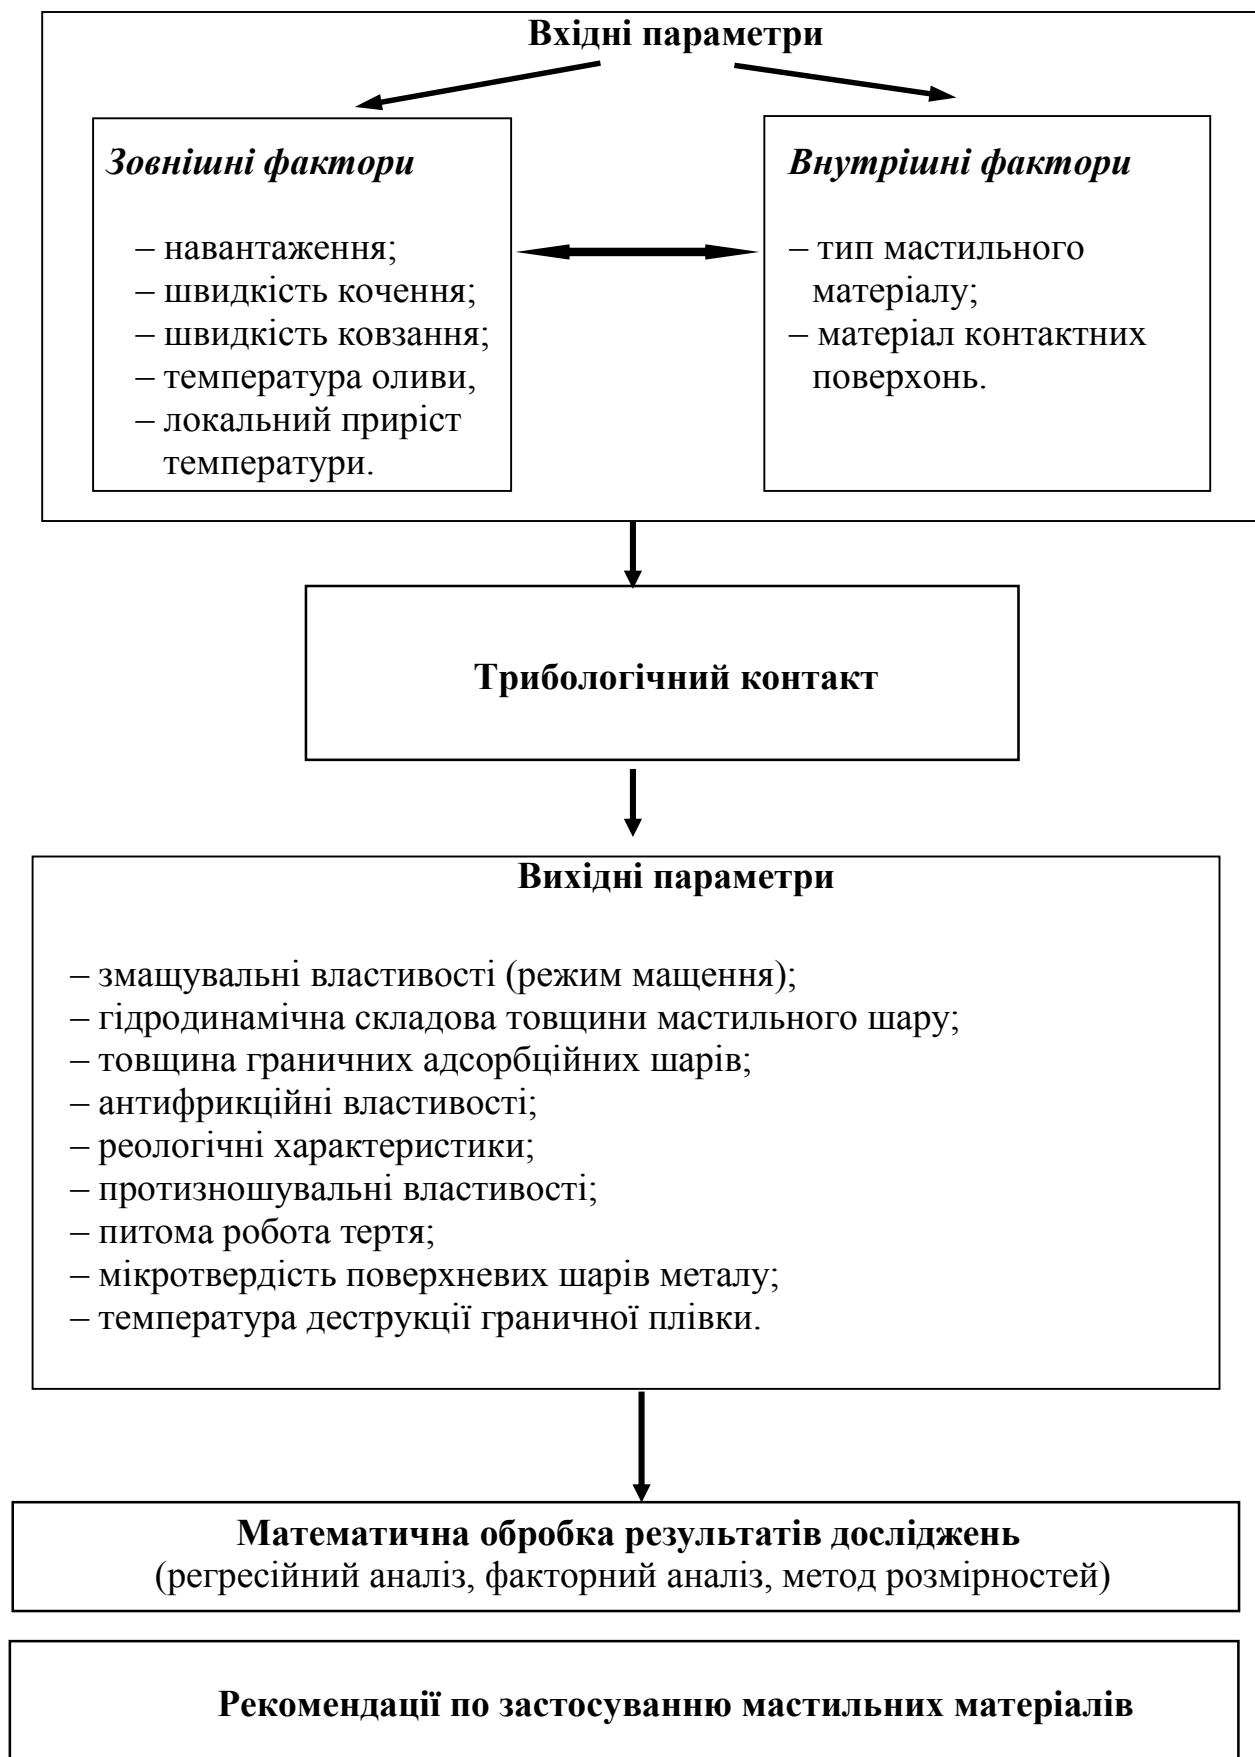 Вхідні параметри
Зовнішні фактори
– навантаження;
– швидкість кочення;
– швидкість ковзання;
– температура оливи,
– локальний приріст
температури.
Внутрішні фактори
– тип мастильного
матеріалу;
– матеріал контактних
поверхонь.
Трибологічний контакт
Вихідні параметри
– змащувальні властивості (режим мащення);
– гідродинамічна складова товщини мастильного шару;
– товщина граничних адсорбційних шарів;
– антифрикційні властивості;
– реологічні характеристики;
– протизношувальні властивості;
– питома робота тертя;
– мікротвердість поверхневих шарів металу;
– температура деструкції граничної плівки.
Математична обробка результатів досліджень
(регресійний аналіз, факторний аналіз, метод розмірностей)
Рекомендації по застосуванню мастильних матеріалів